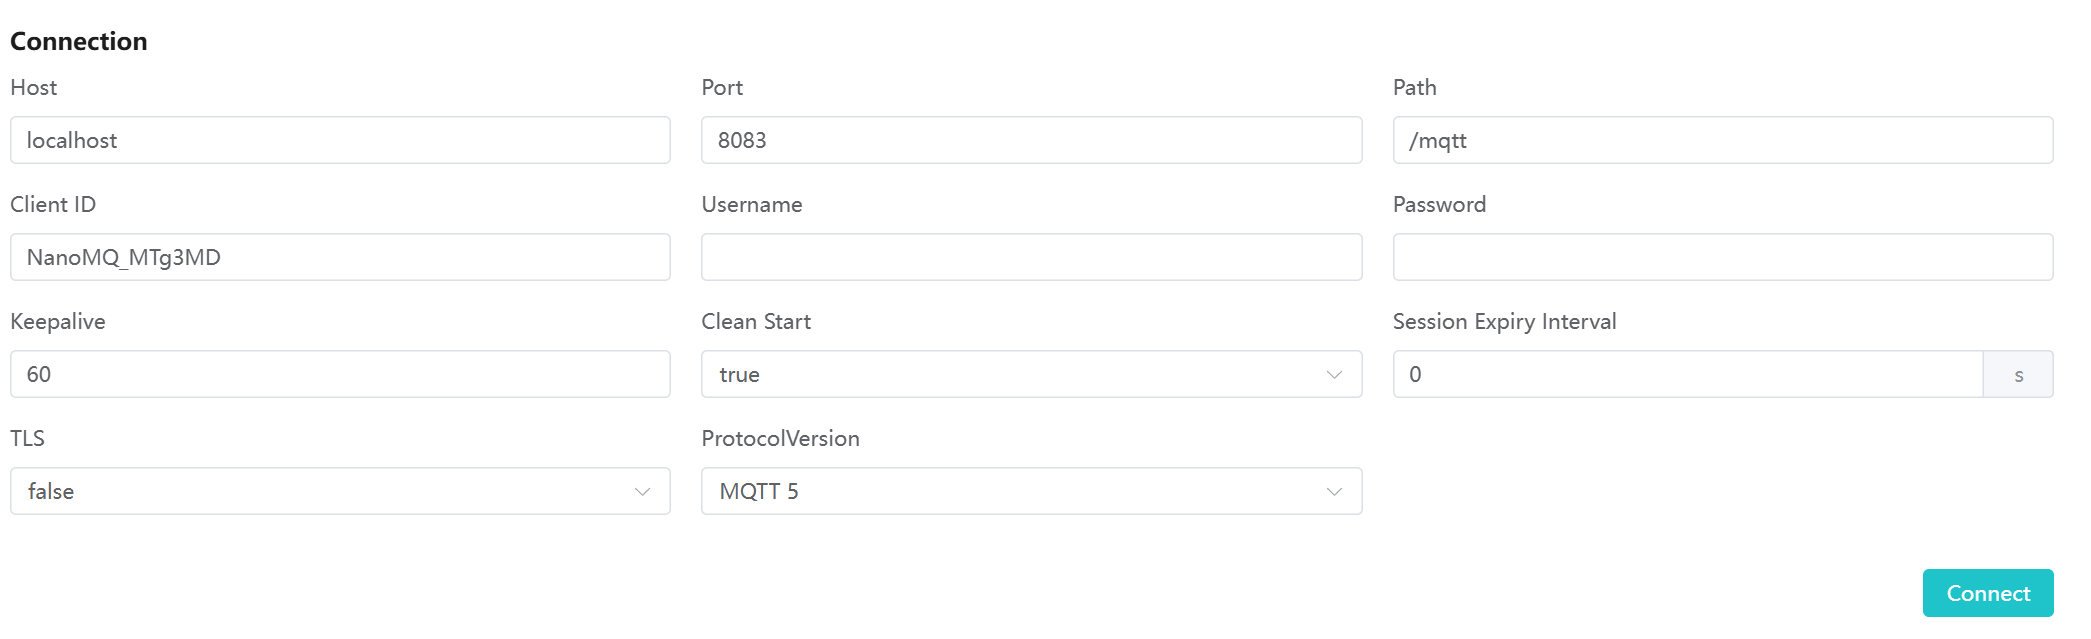 Connection
Host Port Path
localhost 8083 /mqtt
Client ID Username Password
NanoMQ_MTg3MD
Keepalive Clean Start Session Expiry Interval
60 true 0 s
TLS ProtocolVersion
false MQTT 5
Connect